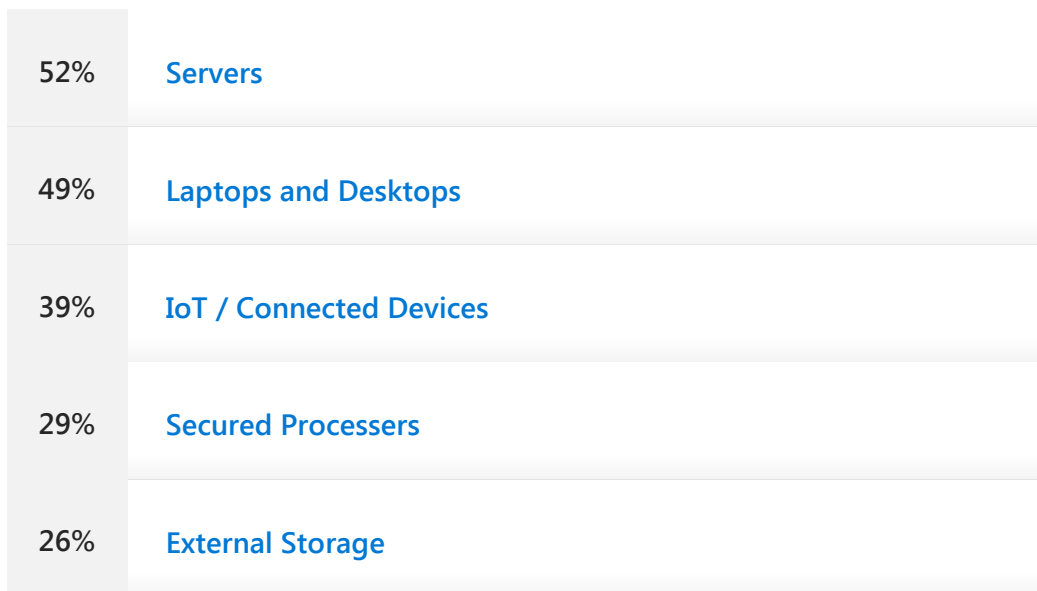 52% Servers
49% Laptops and Desktops
39% IoT / Connected Devices
29% Secured Processers
26% External Storage